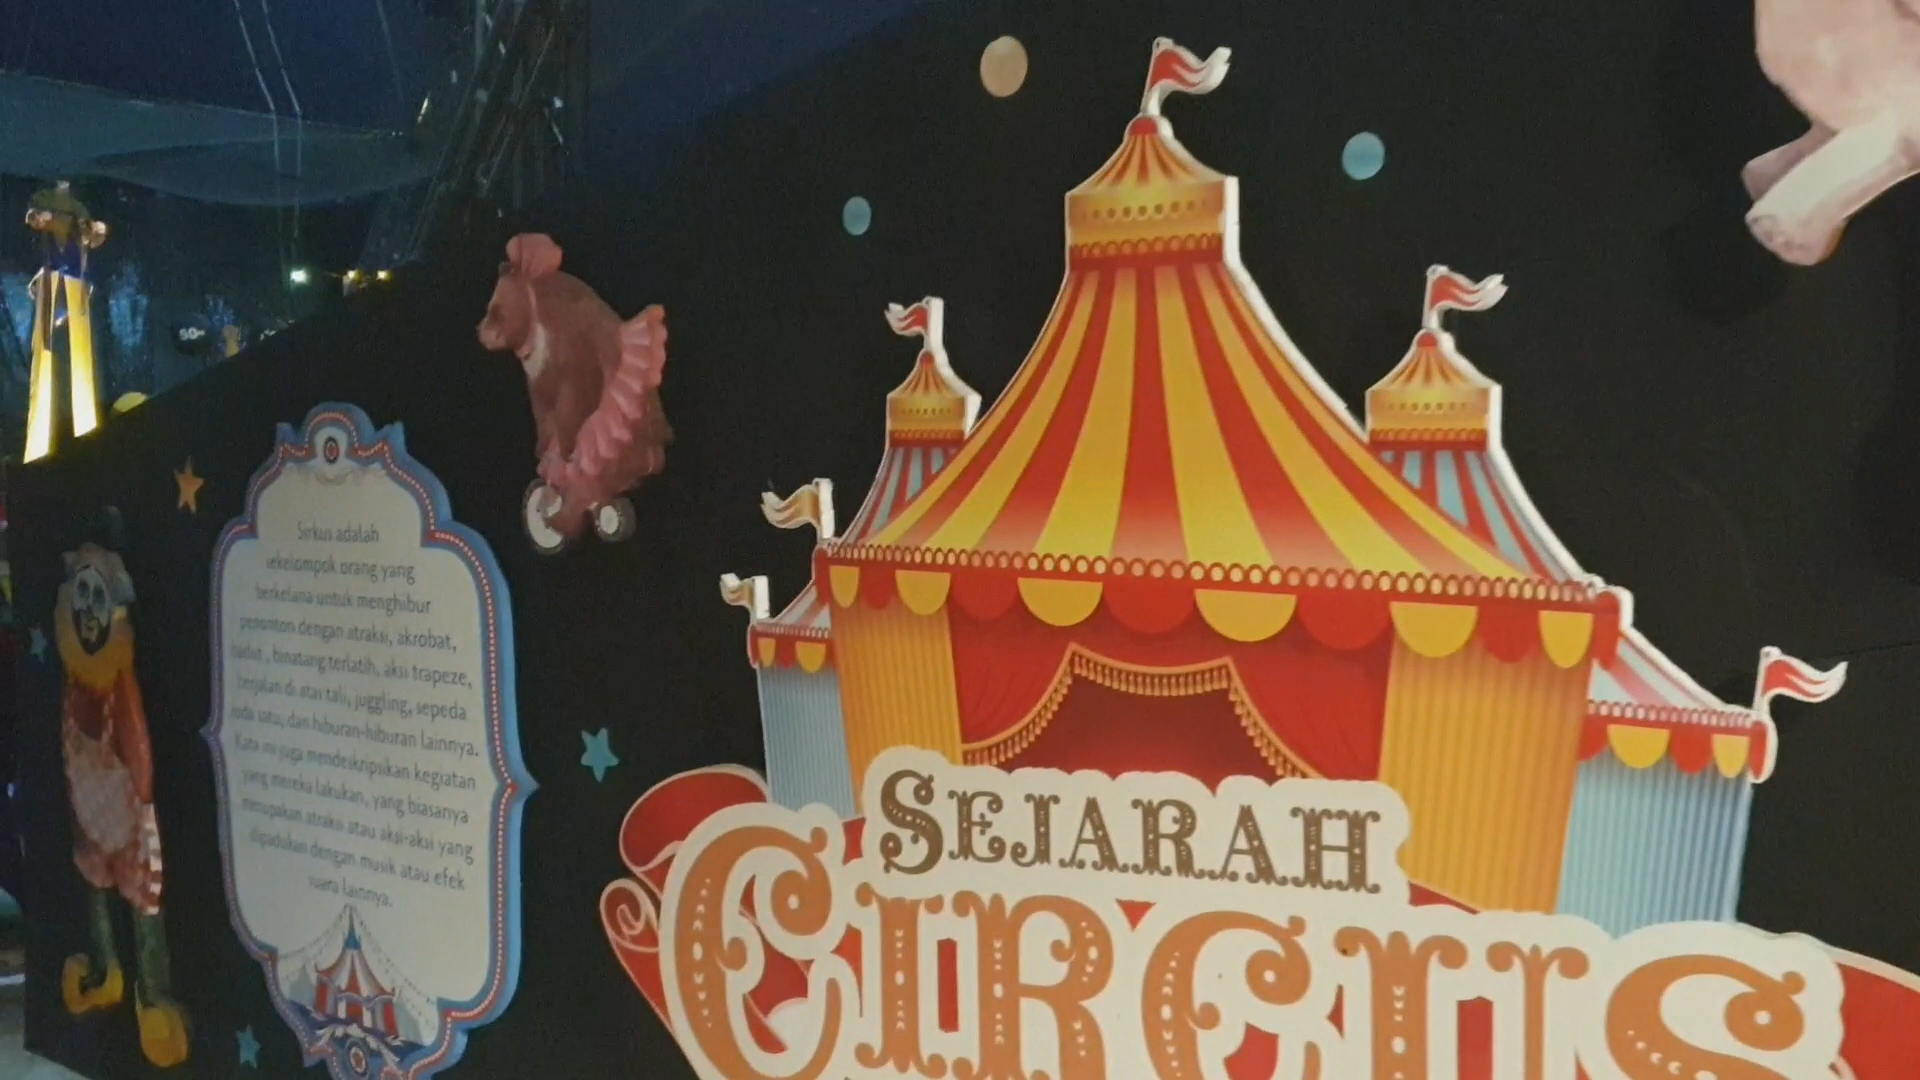 Sirkus adalah
sekelompok orang yang
berkelana untuk menghibur
penonton dengan atraksi, akrobat,
badut , binatang terlatih, aksi trapeze,
berjalan di atas tali, juggling, sepeda
roda satu, dan hiburan-hiburan lainnya.
Kata ini juga mendeskripsikan kegiatan
yang mereka lakukan, yang biasanya
merupakan atraksi atau aksi-aksi yang
dipadukan dengan musik atau efek
suara lainnya.
SEJARAH
CIRCUS